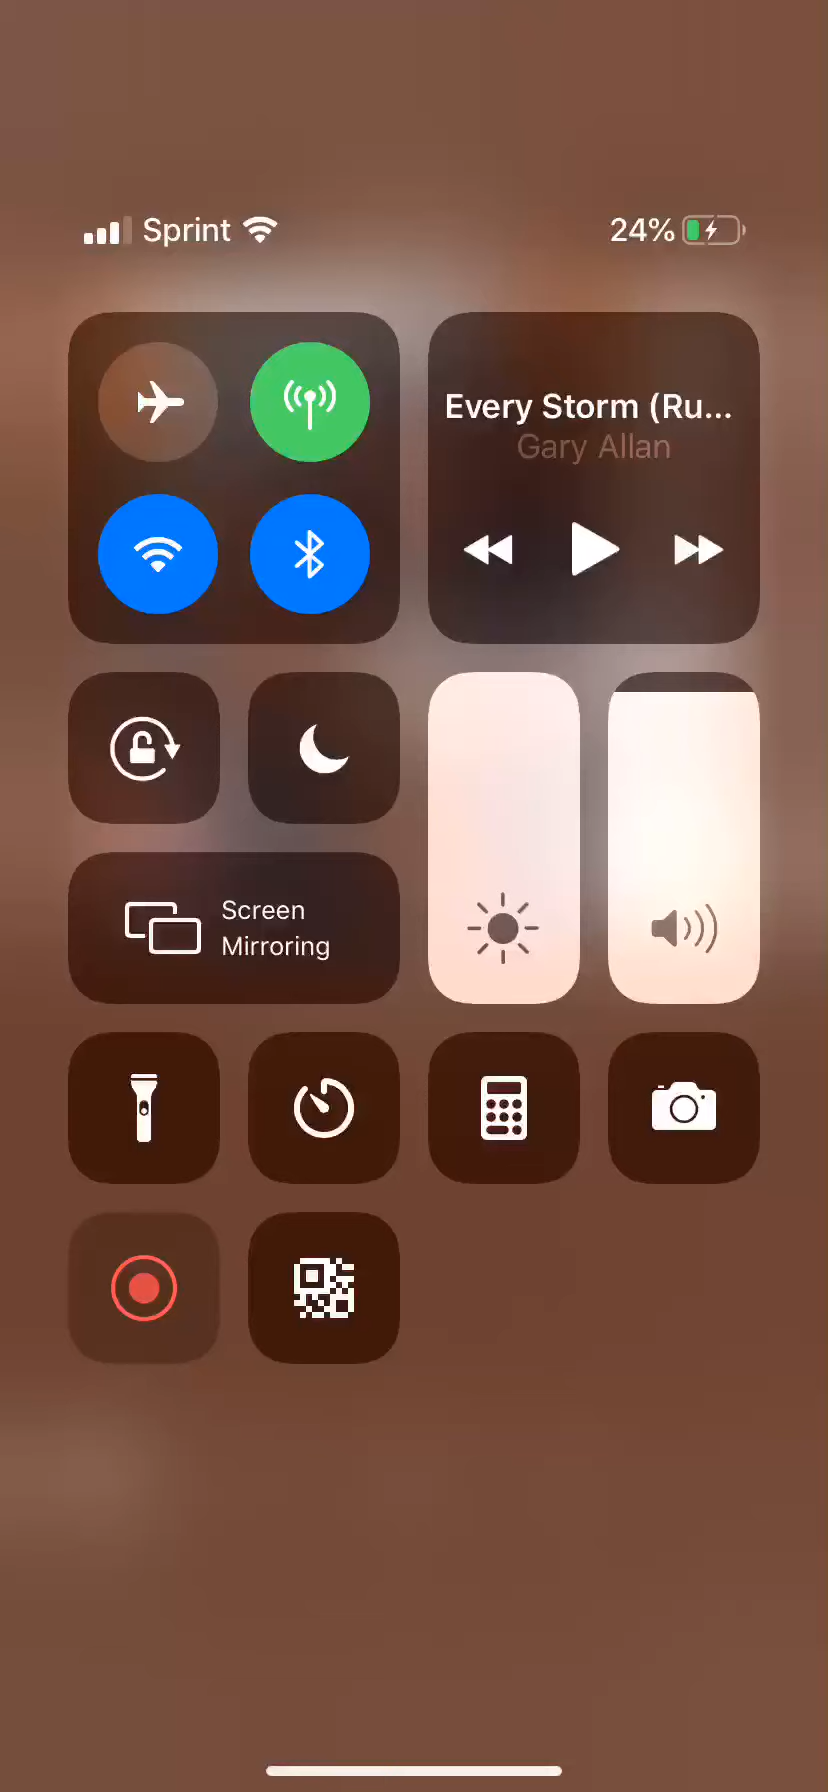 Sprint
24%
Every Storm (Ru...
Gary Allan
Screen
Mirroring